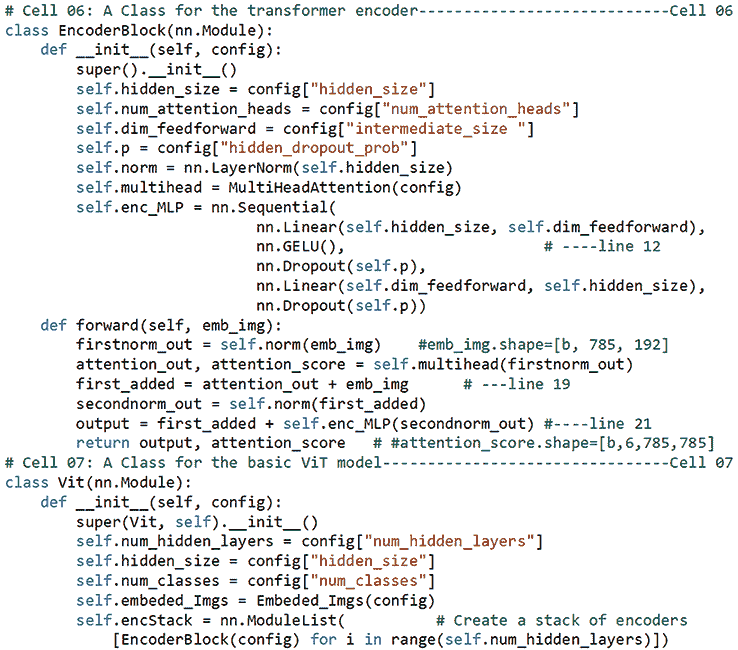 # Cell 06: A Class for the transformer encoder----------------------------Cell 06
class EncoderBlock(nn.Module):
    def __init__(self, config):
        super().__init__()
        self.hidden_size = config["hidden_size"]
        self.num_attention_heads = config["num_attention_heads"]
        self.dim_feedforward = config["intermediate_size "]
        self.p = config["hidden_dropout_prob"]
        self.norm = nn.LayerNorm(self.hidden_size)
        self.multihead = MultiHeadAttention(config)
        self.enc_MLP = nn.Sequential(
                            nn.Linear(self.hidden_size, self.dim_feedforward),
                            nn.GELU(),                      # ----line 12
                            nn.Dropout(self.p),
                            nn.Linear(self.dim_feedforward, self.hidden_size),
                            nn.Dropout(self.p))
    def forward(self, emb_img):
        firstnorm_out = self.norm(emb_img)    #emb_img.shape=[b, 785, 192]
        attention_out, attention_score = self.multihead(firstnorm_out)
        first_added = attention_out + emb_img      # ---line 19
        secondnorm_out = self.norm(first_added)
        output = first_added + self.enc_MLP(secondnorm_out) #----line 21
        return output, attention_score   # #attention_score.shape=[b,6,785,785]
# Cell 07: A Class for the basic ViT model--------------------------------Cell 07
class Vit(nn.Module):
    def __init__(self, config):
        super(Vit, self).__init__()
        self.num_hidden_layers = config["num_hidden_layers"]
        self.hidden_size = config["hidden_size"]
        self.num_classes = config["num_classes"]
        self.embeded_Imgs = Embeded_Imgs(config)
        self.encStack = nn.ModuleList(          # Create a stack of encoders
            [EncoderBlock(config) for i in range(self.num_hidden_layers)])